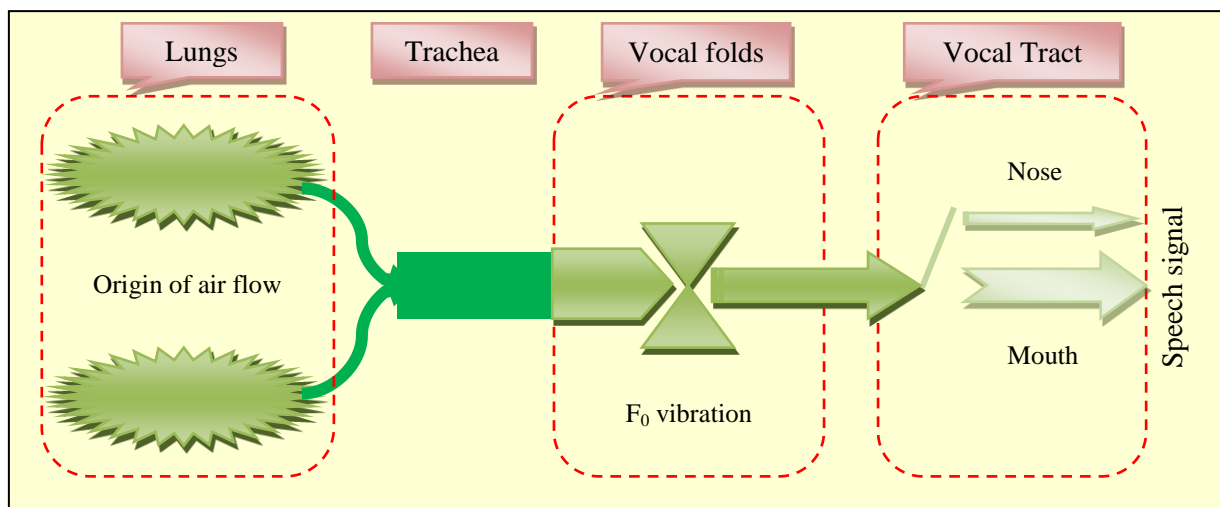 Lungs
Trachea
Vocal folds
Vocal Tract
Origin of air flow
F₀ vibration
Nose
Mouth
Speech signal